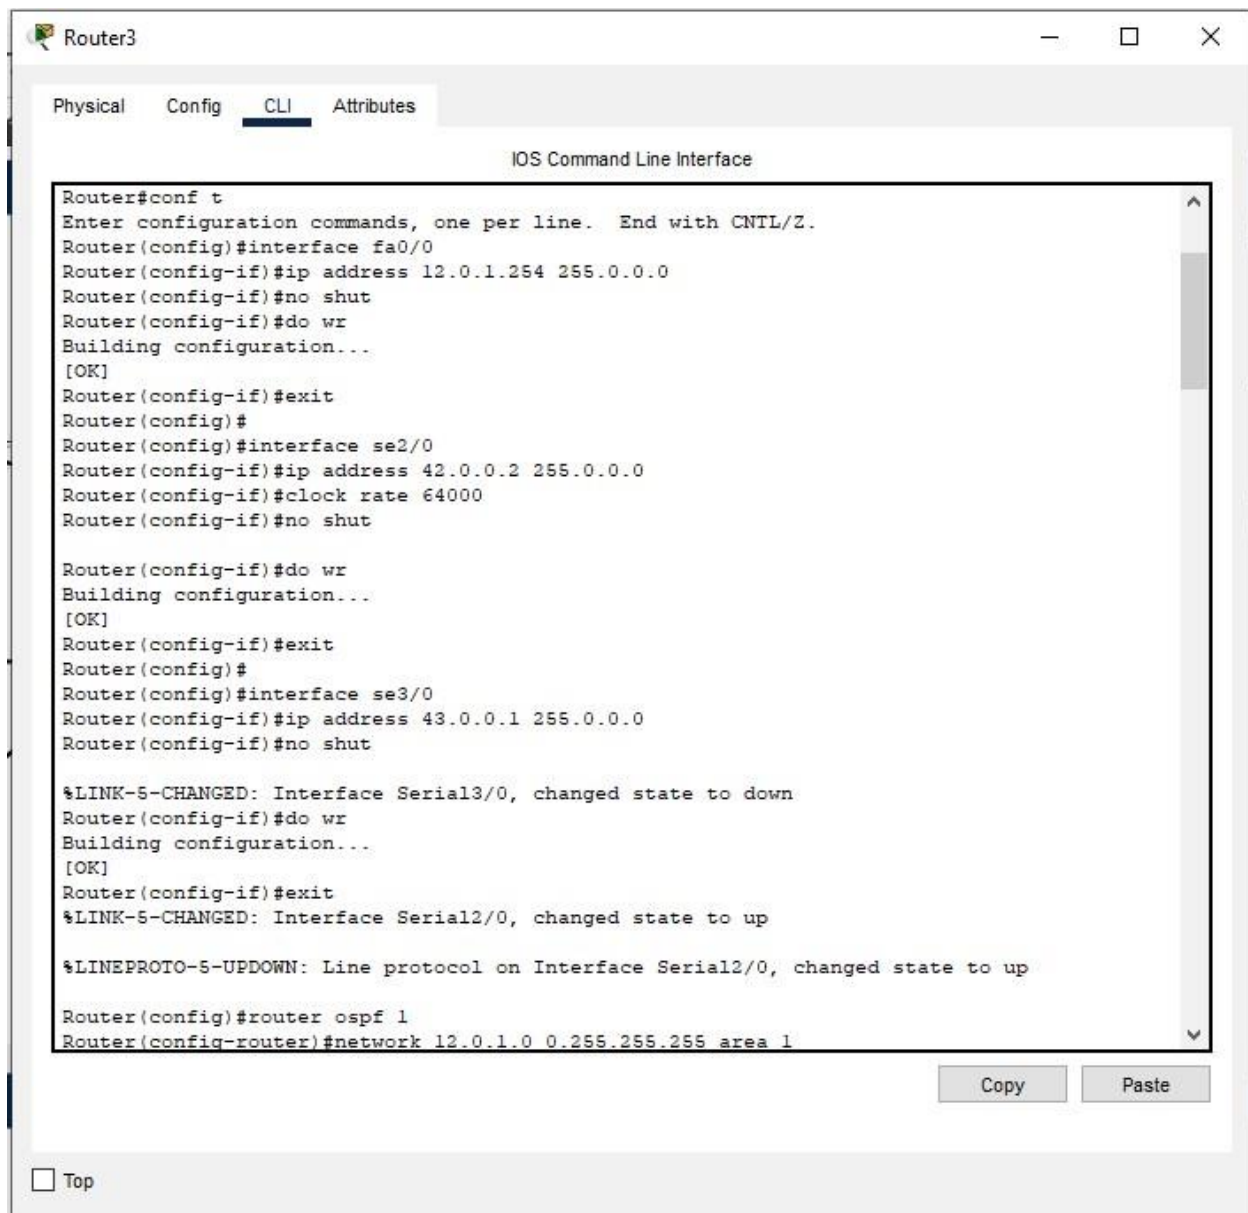 Router3
Physical Config CLI Attributes
IOS Command Line Interface
Router#conf t
Enter configuration commands, one per line.  End with CNTL/Z.
Router(config)#interface fa0/0
Router(config-if)#ip address 12.0.1.254 255.0.0.0
Router(config-if)#no shut
Router(config-if)#do wr
Building configuration...
[OK]
Router(config-if)#exit
Router(config)#
Router(config)#interface se2/0
Router(config-if)#ip address 42.0.0.2 255.0.0.0
Router(config-if)#clock rate 64000
Router(config-if)#no shut
Router(config-if)#do wr
Building configuration...
[OK]
Router(config-if)#exit
Router(config)#
Router(config)#interface se3/0
Router(config-if)#ip address 43.0.0.1 255.0.0.0
Router(config-if)#no shut
%LINK-5-CHANGED: Interface Serial3/0, changed state to down
Router(config-if)#do wr
Building configuration...
[OK]
Router(config-if)#exit
%LINK-5-CHANGED: Interface Serial2/0, changed state to up
%LINEPROTO-5-UPDOWN: Line protocol on Interface Serial2/0, changed state to up
Router(config)#router ospf 1
Router(config-router)#network 12.0.1.0 0.255.255.255 area 1
Copy Paste
Top